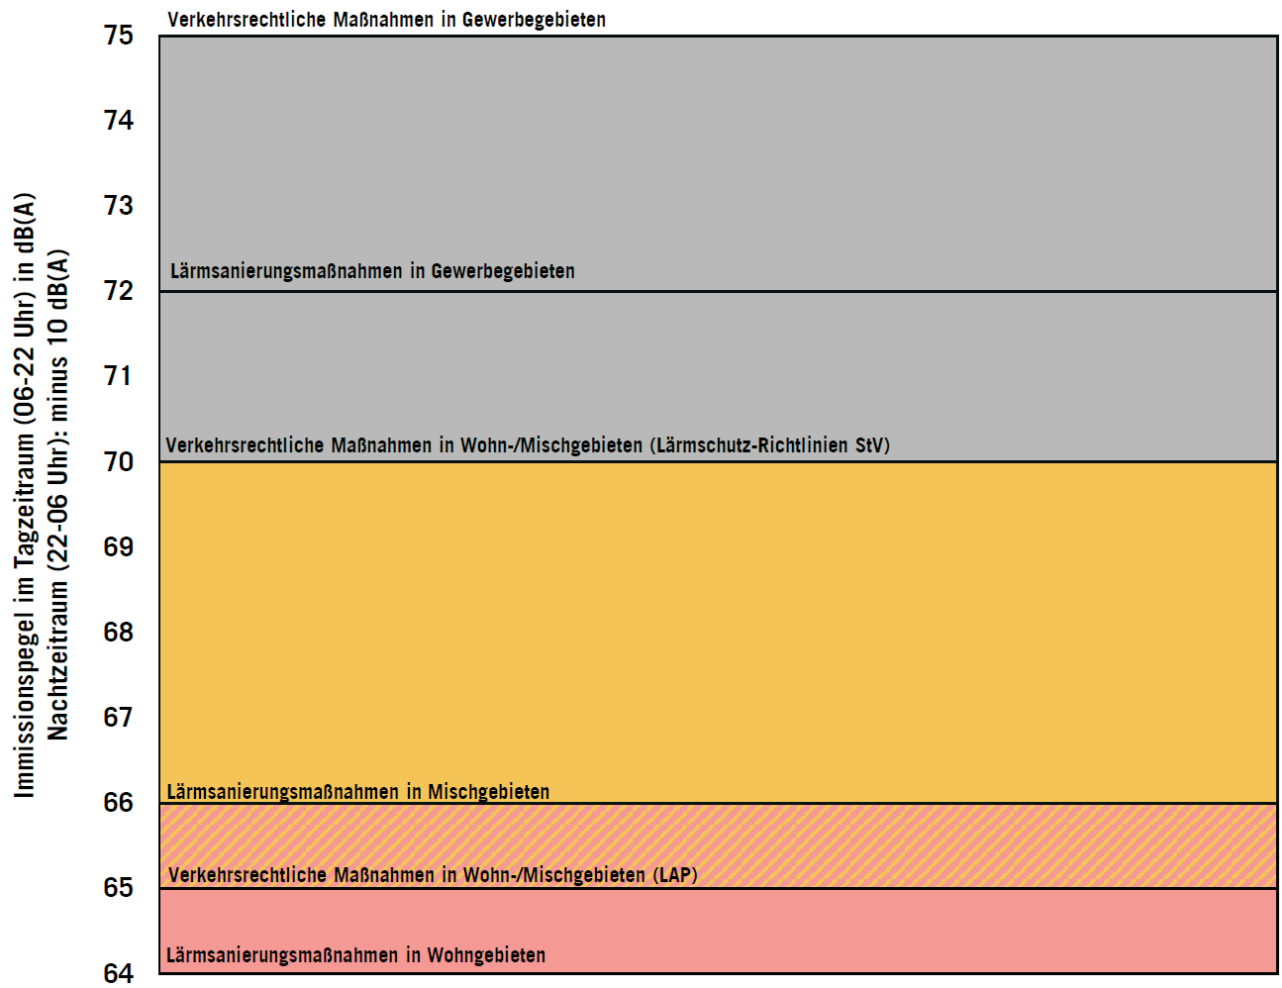 Verkehrsrechtliche Maßnahmen in Gewerbegebieten
75
74
73
Lärmsanierungsmaßnahmen in Gewerbegebieten
72
71
Verkehrsrechtliche Maßnahmen in Wohn-/Mischgebieten (Lärmschutz-Richtlinien StV)
70
69
68
67
Lärmsanierungsmaßnahmen in Mischgebieten
66
Verkehrsrechtliche Maßnahmen in Wohn-/Mischgebieten (LAP)
65
Lärmsanierungsmaßnahmen in Wohngebieten
64
Immissionspegel im Tagzeitraum (06-22 Uhr) in dB(A)
Nachtzeitraum (22-06 Uhr): minus 10 dB(A)